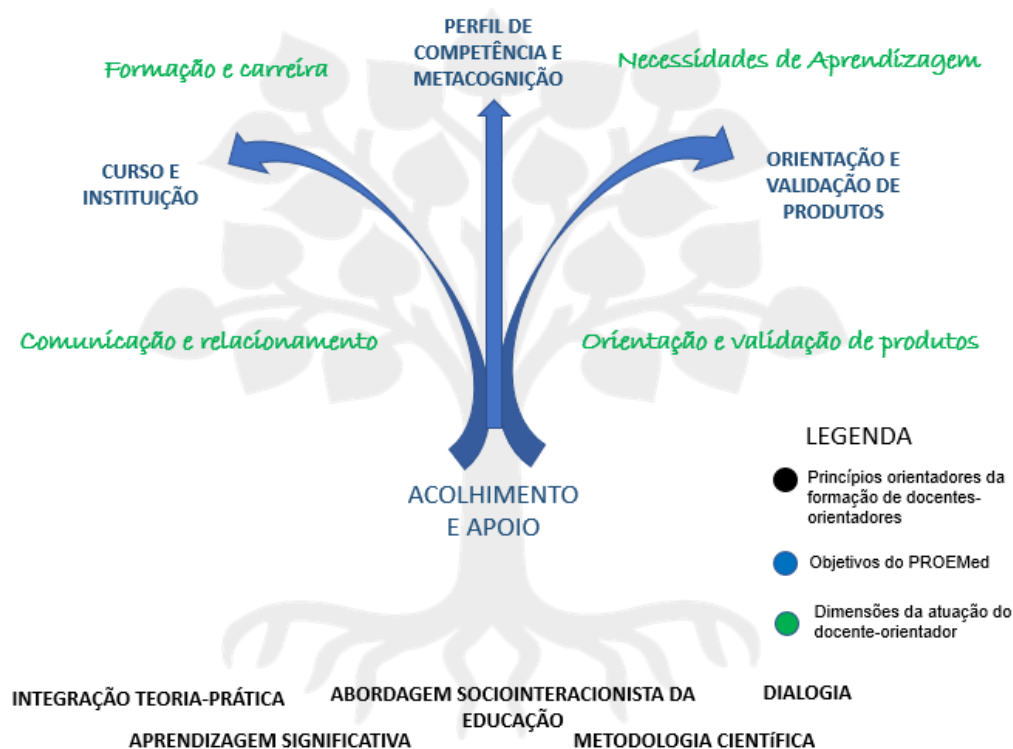 PERFIL DE
COMPETÊNCIA E
METACOGNIÇÃO
Formação e carreira
Necessidades de Aprendizagem
CURSO E
INSTITUIÇÃO
ORIENTAÇÃO E
VALIDAÇÃO DE
PRODUTOS
Comunicação e relacionamento
Orientação e validação de produtos
ACOLHIMENTO
E APOIO
LEGENDA
Princípios orientadores da
formação de docentes-
orientadores
Objetivos do PROEMed
Dimensões da atuação do
docente-orientador
INTEGRAÇÃO TEORIA-PRÁTICA
ABORDAGEM SOCIOINTERACIONISTA DA
EDUCAÇÃO
DIALOGIA
APRENDIZAGEM SIGNIFICATIVA
METODOLOGIA CIENTÍFICA